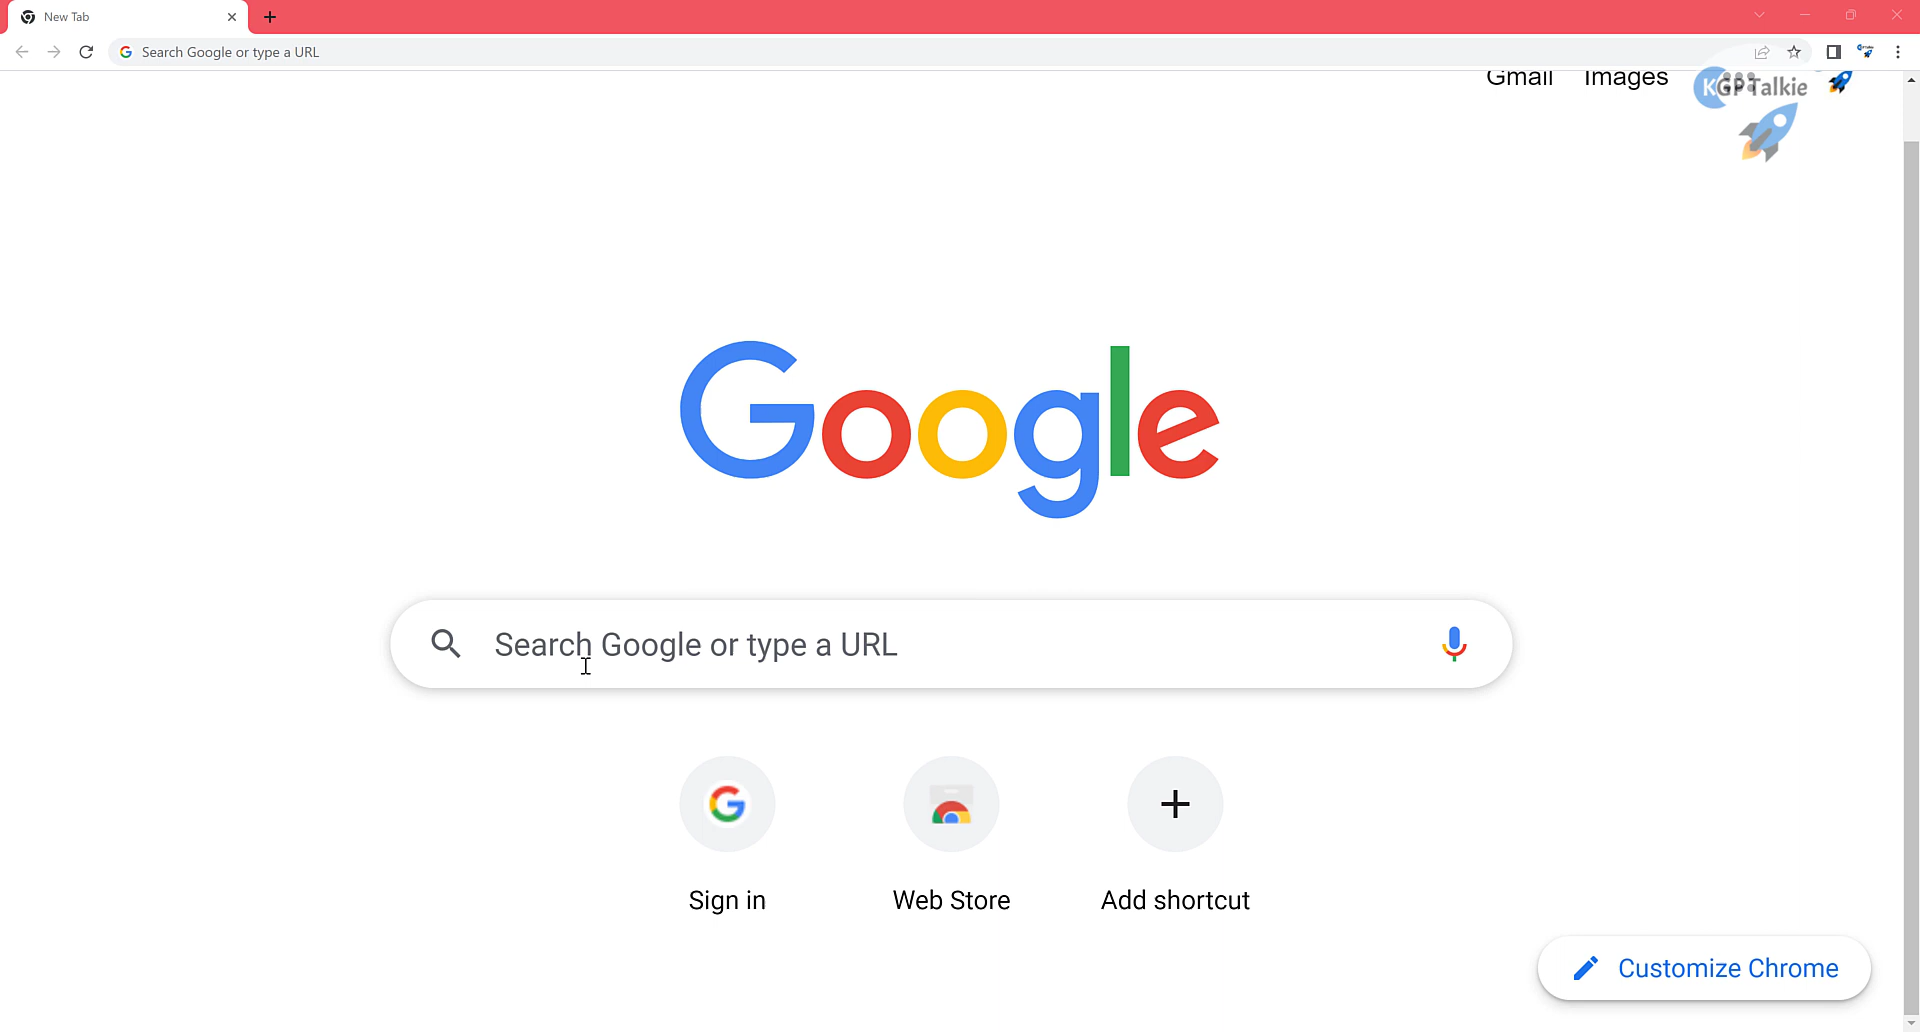 New Tab
Search Google or type a URL
Gmail Images
KGPTalkie
Google
Search Google or type a URL
Sign in Web Store Add shortcut
Customize Chrome